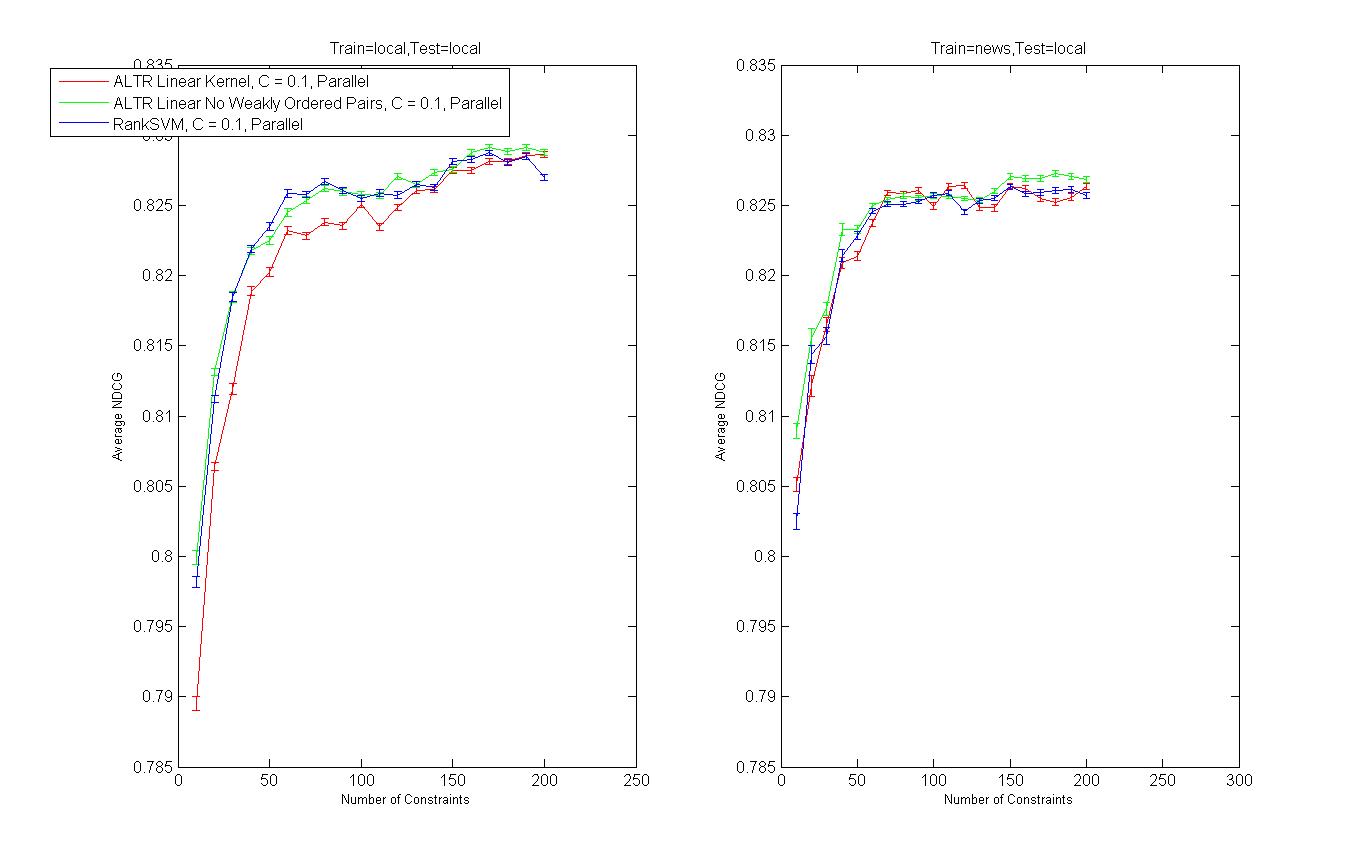 Train=local,Test=local
0.835
ALTR Linear Kernel, C = 0.1, Parallel
ALTR Linear No Weakly Ordered Pairs, C = 0.1, Parallel
RankSVM, C = 0.1, Parallel
0.83
0.825
0.82
0.815
0.81
0.805
0.8
0.795
0.79
0.785
Average NDCG
0 50 100 150 200 250
Number of Constraints
Train=news,Test=local
0.835
0.83
0.825
0.82
0.815
0.81
0.805
0.8
0.795
0.79
0.785
Average NDCG
0 50 100 150 200 250 300
Number of Constraints